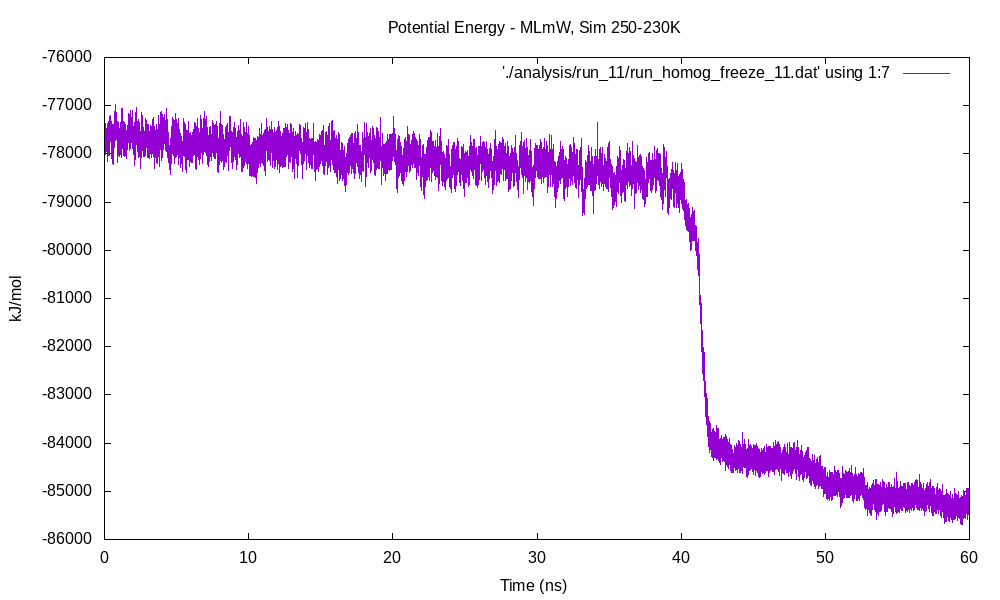 Potential Energy - MLmW, Sim 250-230K
'./analysis/run_11/run_homog_freeze_11.dat' using 1:7
-76000
-77000
-78000
-79000
-80000
-81000
-82000
-83000
-84000
-85000
-86000
kJ/mol
0 10 20 30 40 50 60
Time (ns)